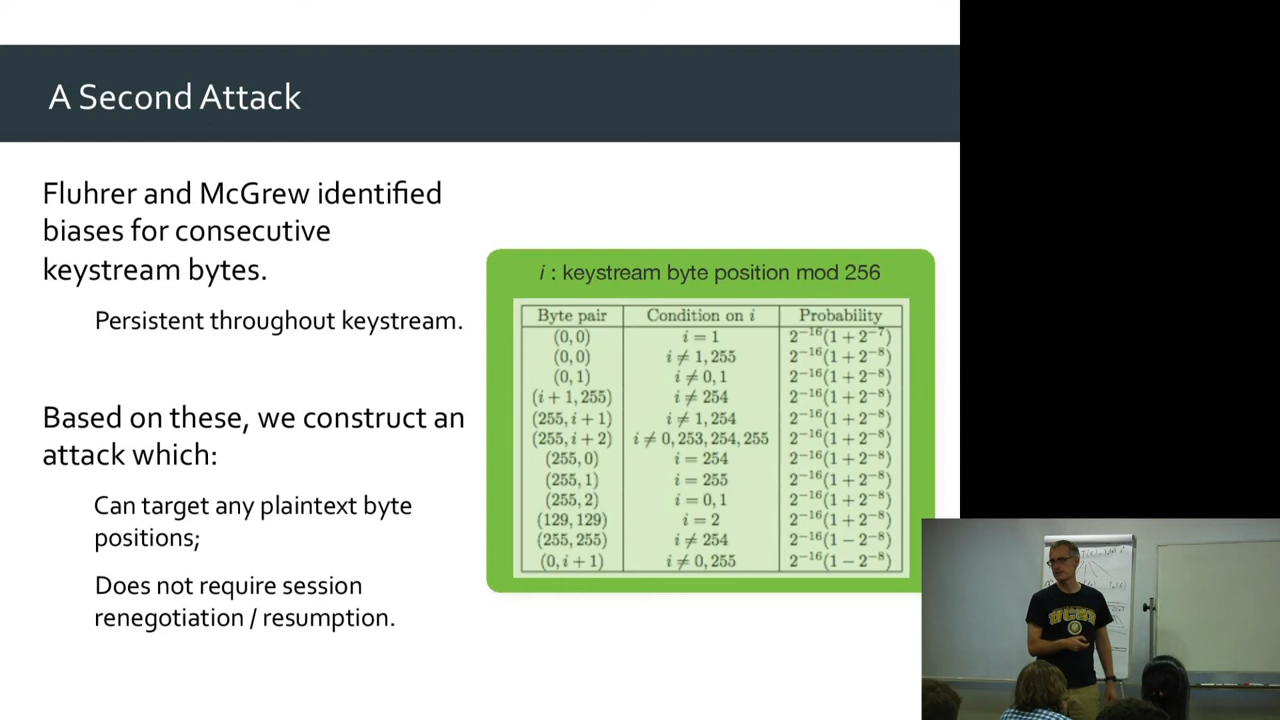 A Second Attack
Fluhrer and McGrew identified
biases for consecutive
keystream bytes.
Persistent throughout keystream.
Based on these, we construct an
attack which:
Can target any plaintext byte
positions;
Does not require session
renegotiation / resumption.
i : keystream byte position mod 256
Byte pair Condition on i Probability
(0, 0) i = 1 2⁻¹⁶(1 + 2⁻⁷)
(0, 0) i ≠ 1, 255 2⁻¹⁶(1 + 2⁻⁸)
(0, 1) i ≠ 0, 1 2⁻¹⁶(1 + 2⁻⁸)
(i + 1, 255) i ≠ 254 2⁻¹⁶(1 + 2⁻⁸)
(255, i + 1) i ≠ 1, 254 2⁻¹⁶(1 + 2⁻⁸)
(255, i + 2) i ≠ 0, 253, 254, 255 2⁻¹⁶(1 + 2⁻⁸)
(255, 0) i = 254 2⁻¹⁶(1 + 2⁻⁸)
(255, 1) i = 255 2⁻¹⁶(1 + 2⁻⁸)
(255, 2) i = 0, 1 2⁻¹⁶(1 + 2⁻⁸)
(129, 129) i = 2 2⁻¹⁶(1 + 2⁻⁸)
(255, 255) i ≠ 254 2⁻¹⁶(1 − 2⁻⁸)
(0, i + 1) i ≠ 0, 255 2⁻¹⁶(1 − 2⁻⁸)